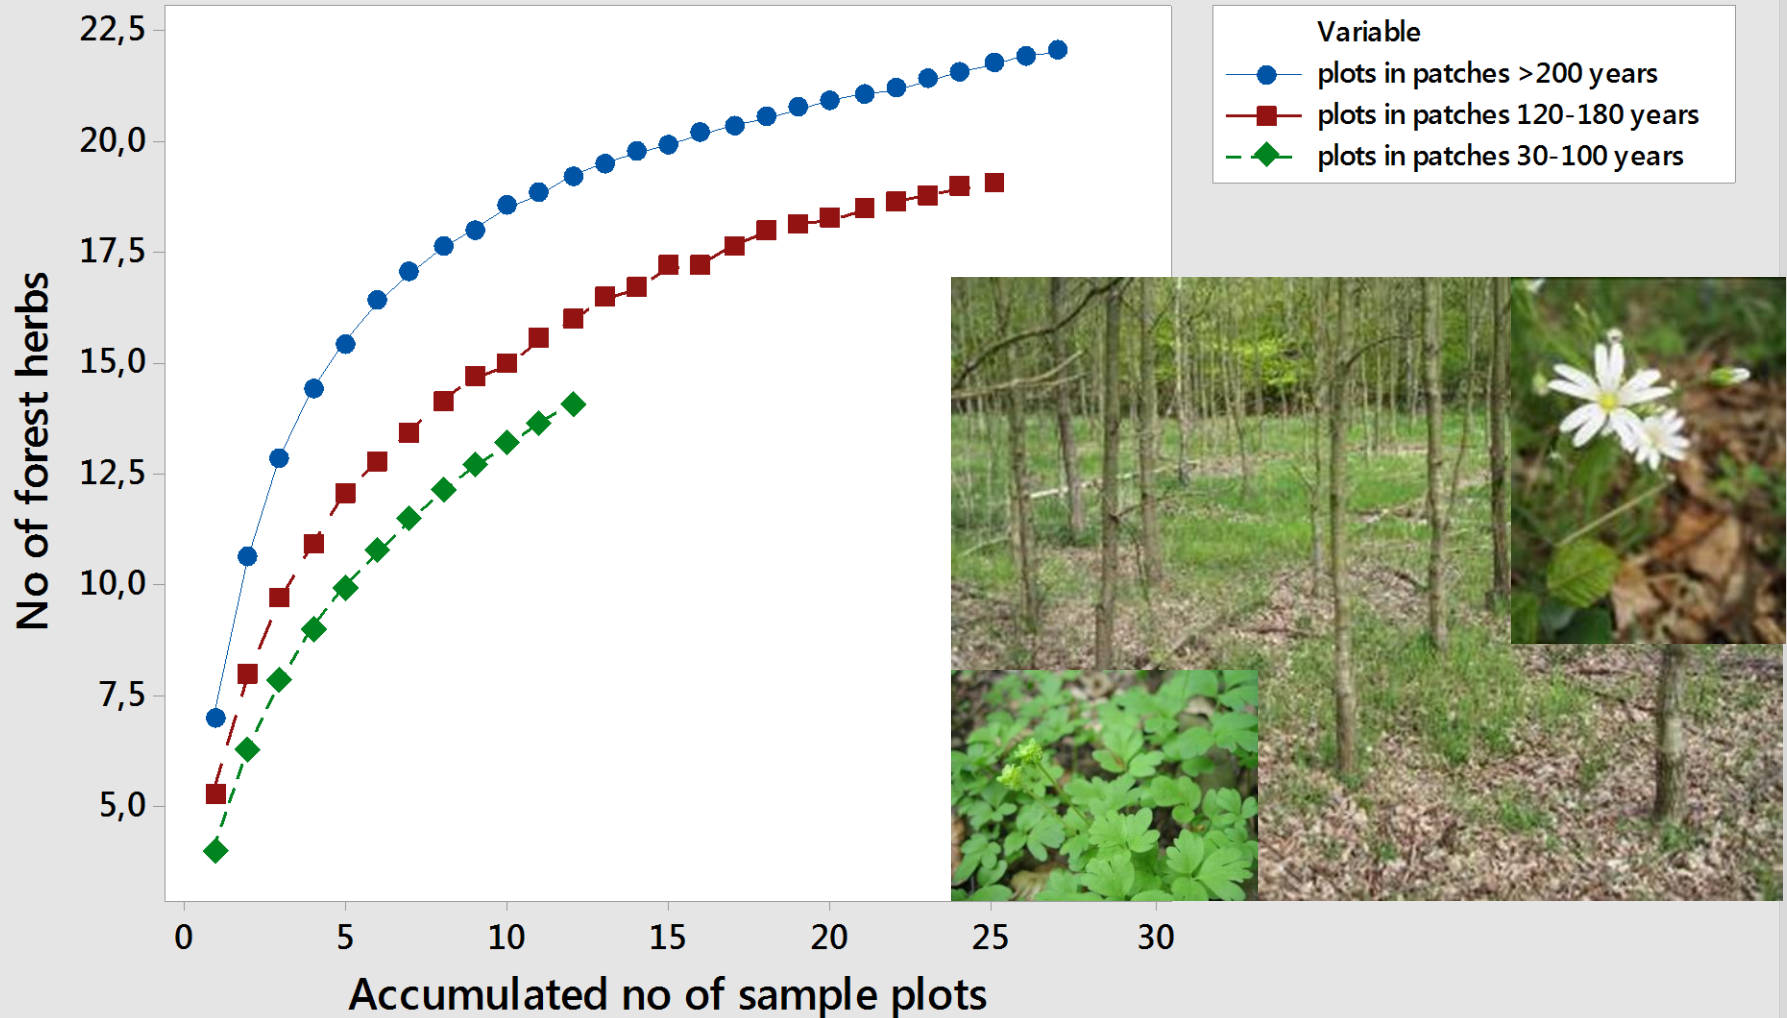 22,5
20,0
17,5
15,0
12,5
10,0
7,5
5,0
No of forest herbs
0 5 10 15 20 25 30
Accumulated no of sample plots
Variable
plots in patches >200 years
plots in patches 120-180 years
plots in patches 30-100 years